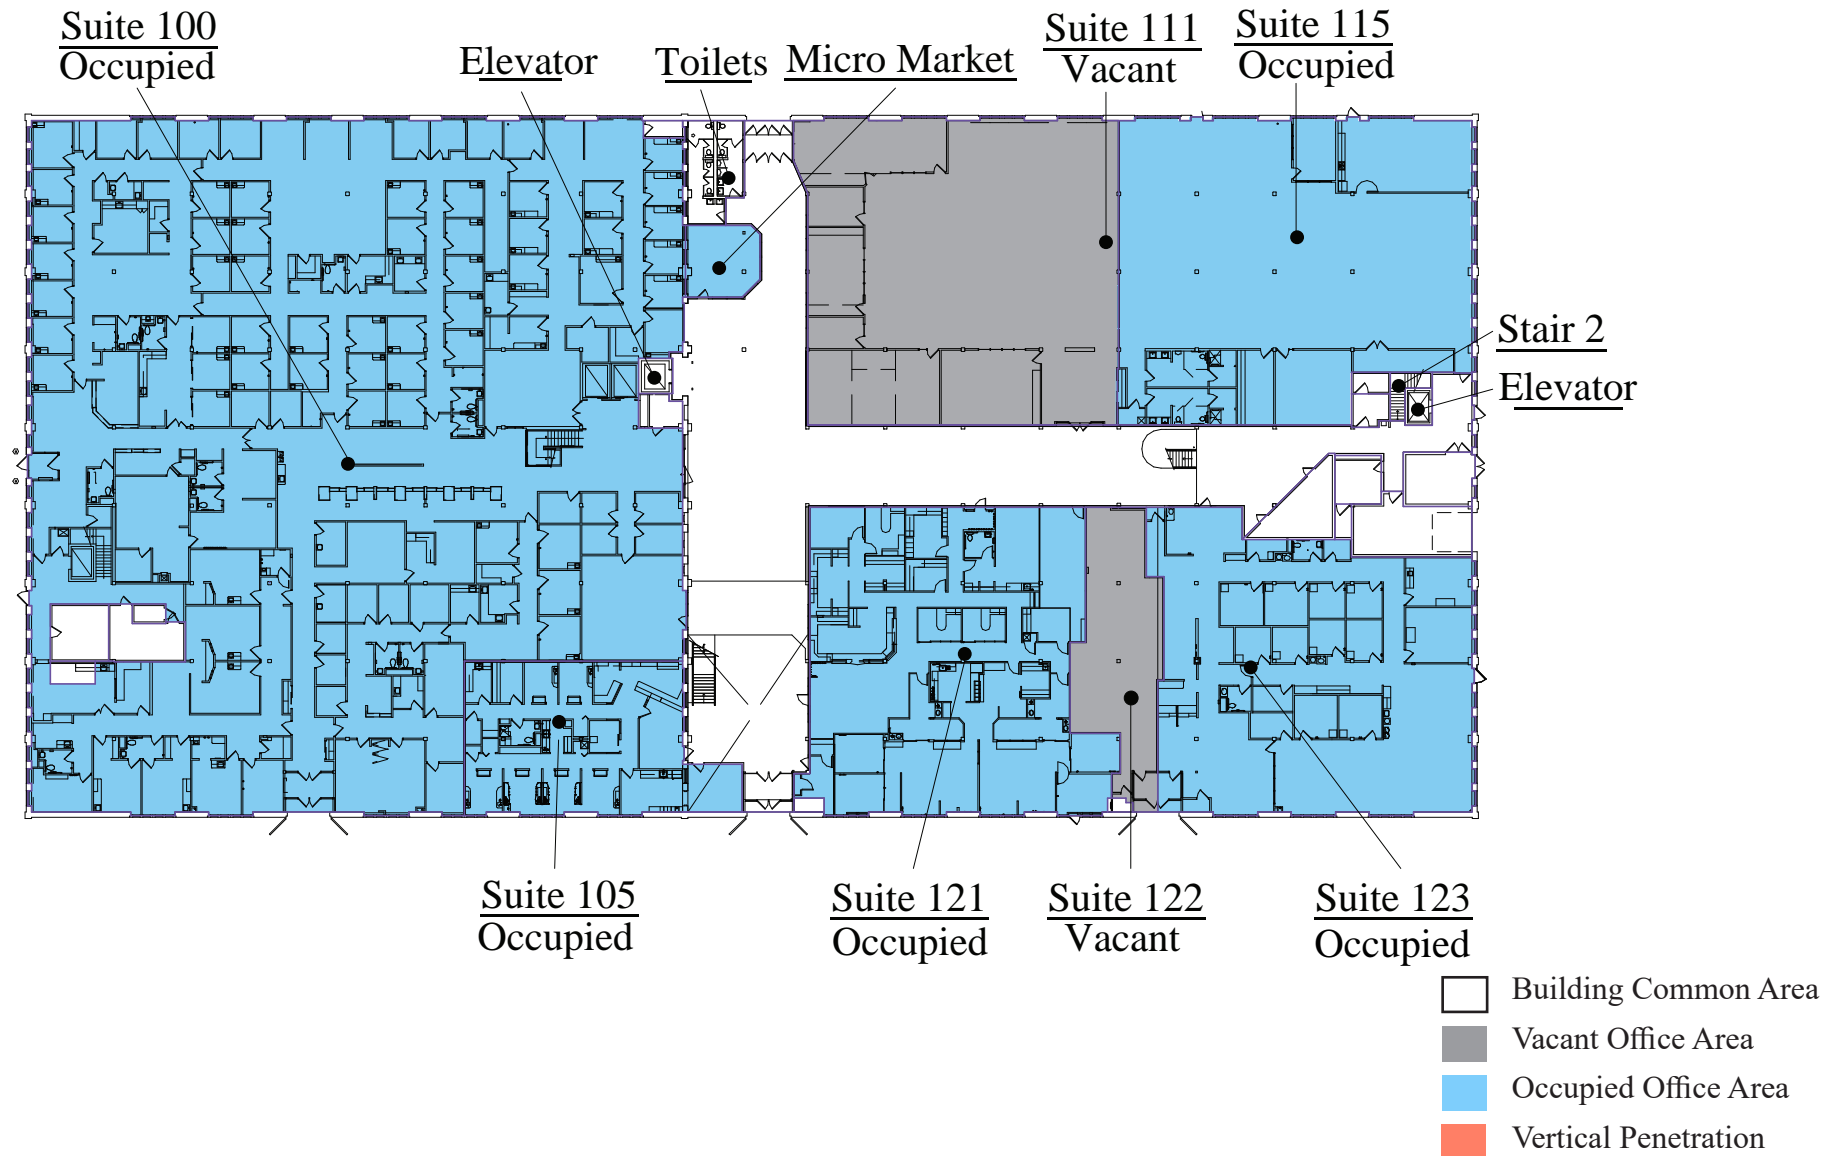 Suite 100
Occupied
Elevator
Toilets
Micro Market
Suite 111
Vacant
Suite 115
Occupied
Stair 2
Elevator
Suite 105
Occupied
Suite 121
Occupied
Suite 122
Vacant
Suite 123
Occupied
Building Common Area
Vacant Office Area
Occupied Office Area
Vertical Penetration